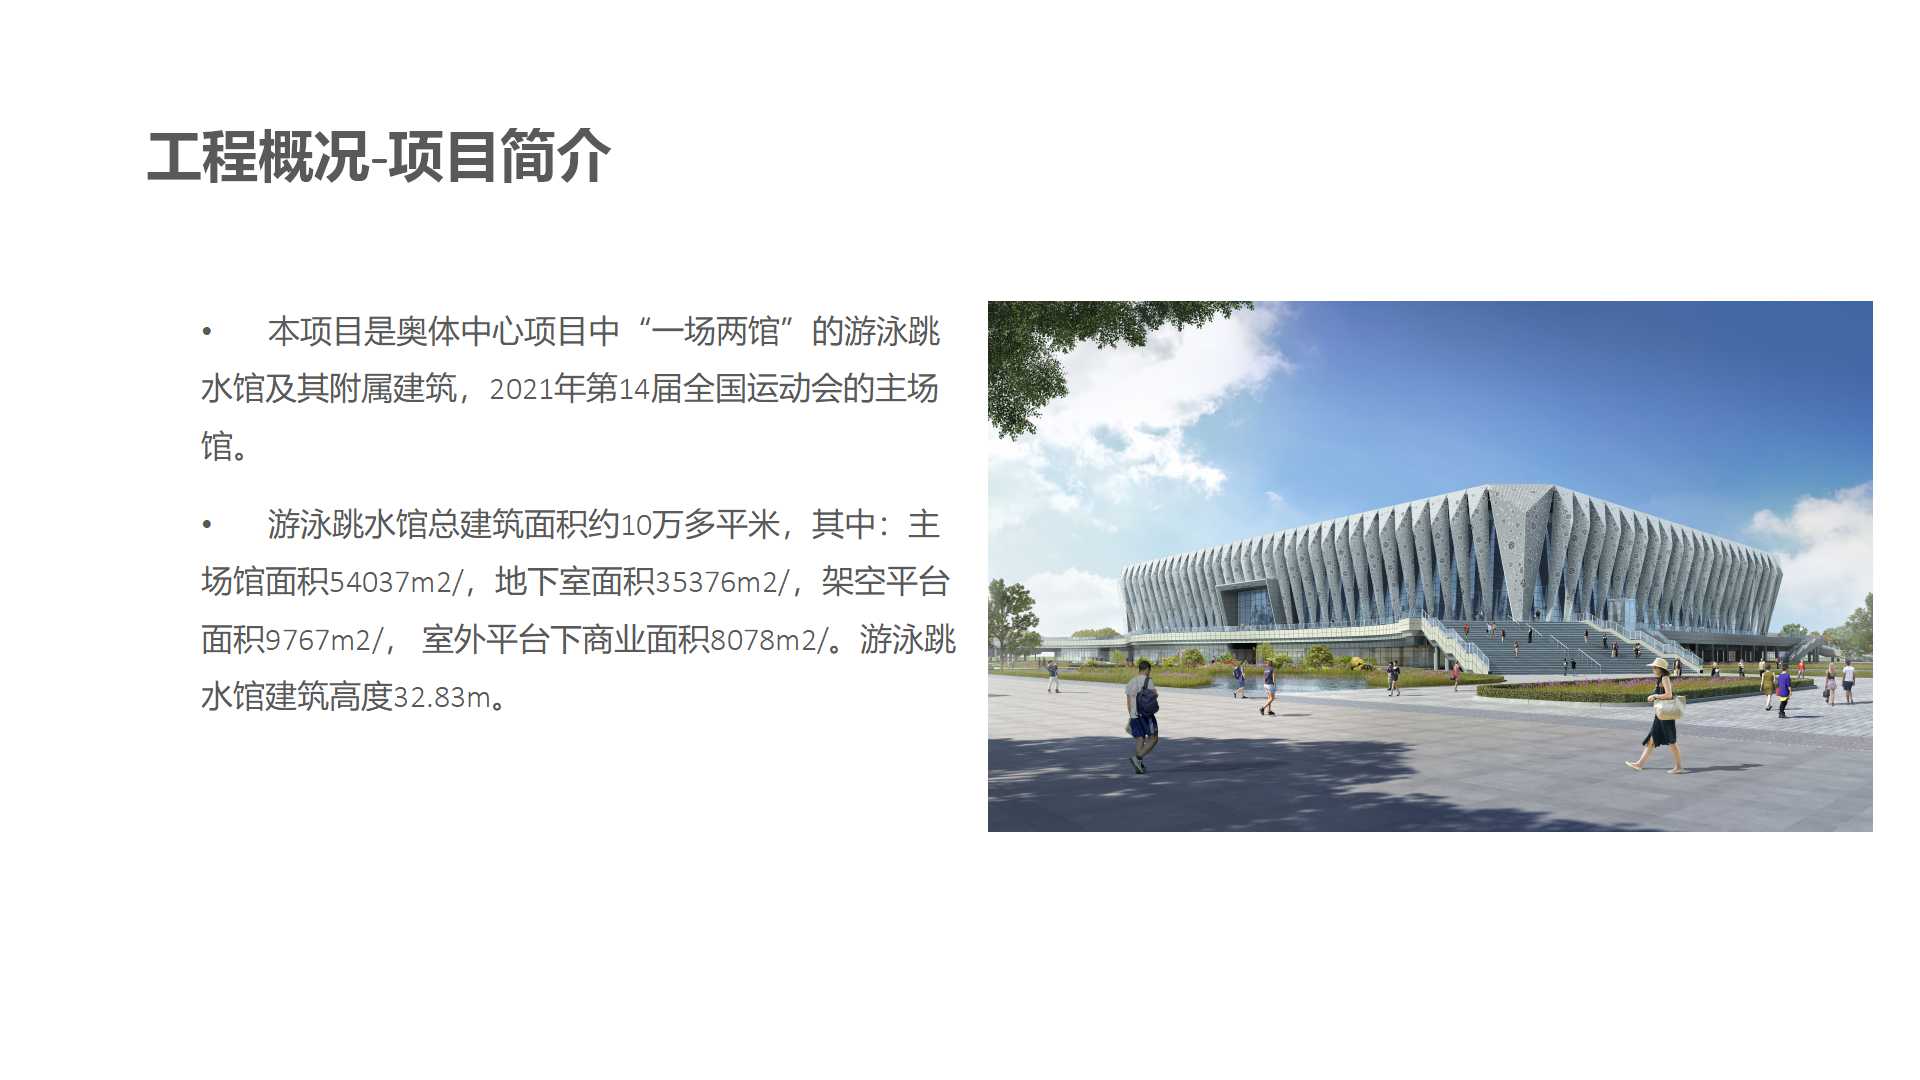 工程概况-项目简介
• 本项目是奥体中心项目中“一场两馆”的游泳跳
水馆及其附属建筑，2021年第14届全国运动会的主场
馆。
• 游泳跳水馆总建筑面积约10万多平米，其中：主
场馆面积54037m2/，地下室面积35376m2/，架空平台
面积9767m2/， 室外平台下商业面积8078m2/。游泳跳
水馆建筑高度32.83m。